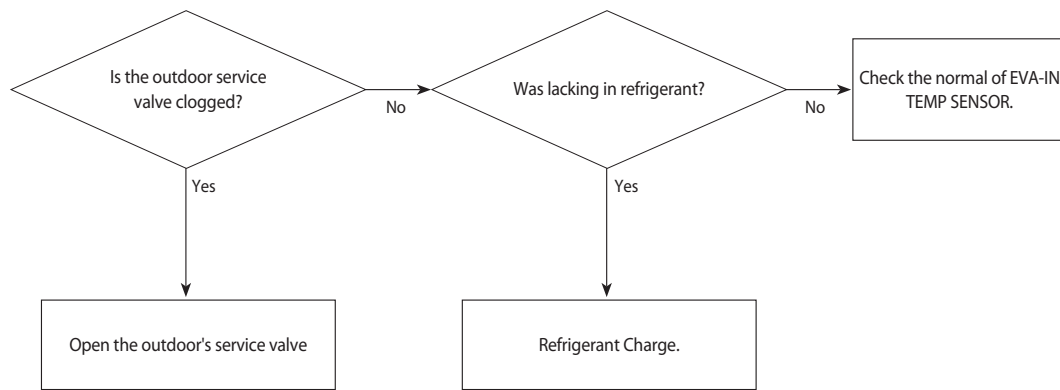 Is the outdoor service
valve clogged?
No
Was lacking in refrigerant?
No
Check the normal of EVA-IN
TEMP SENSOR.
Yes
Yes
Open the outdoor's service valve
Refrigerant Charge.